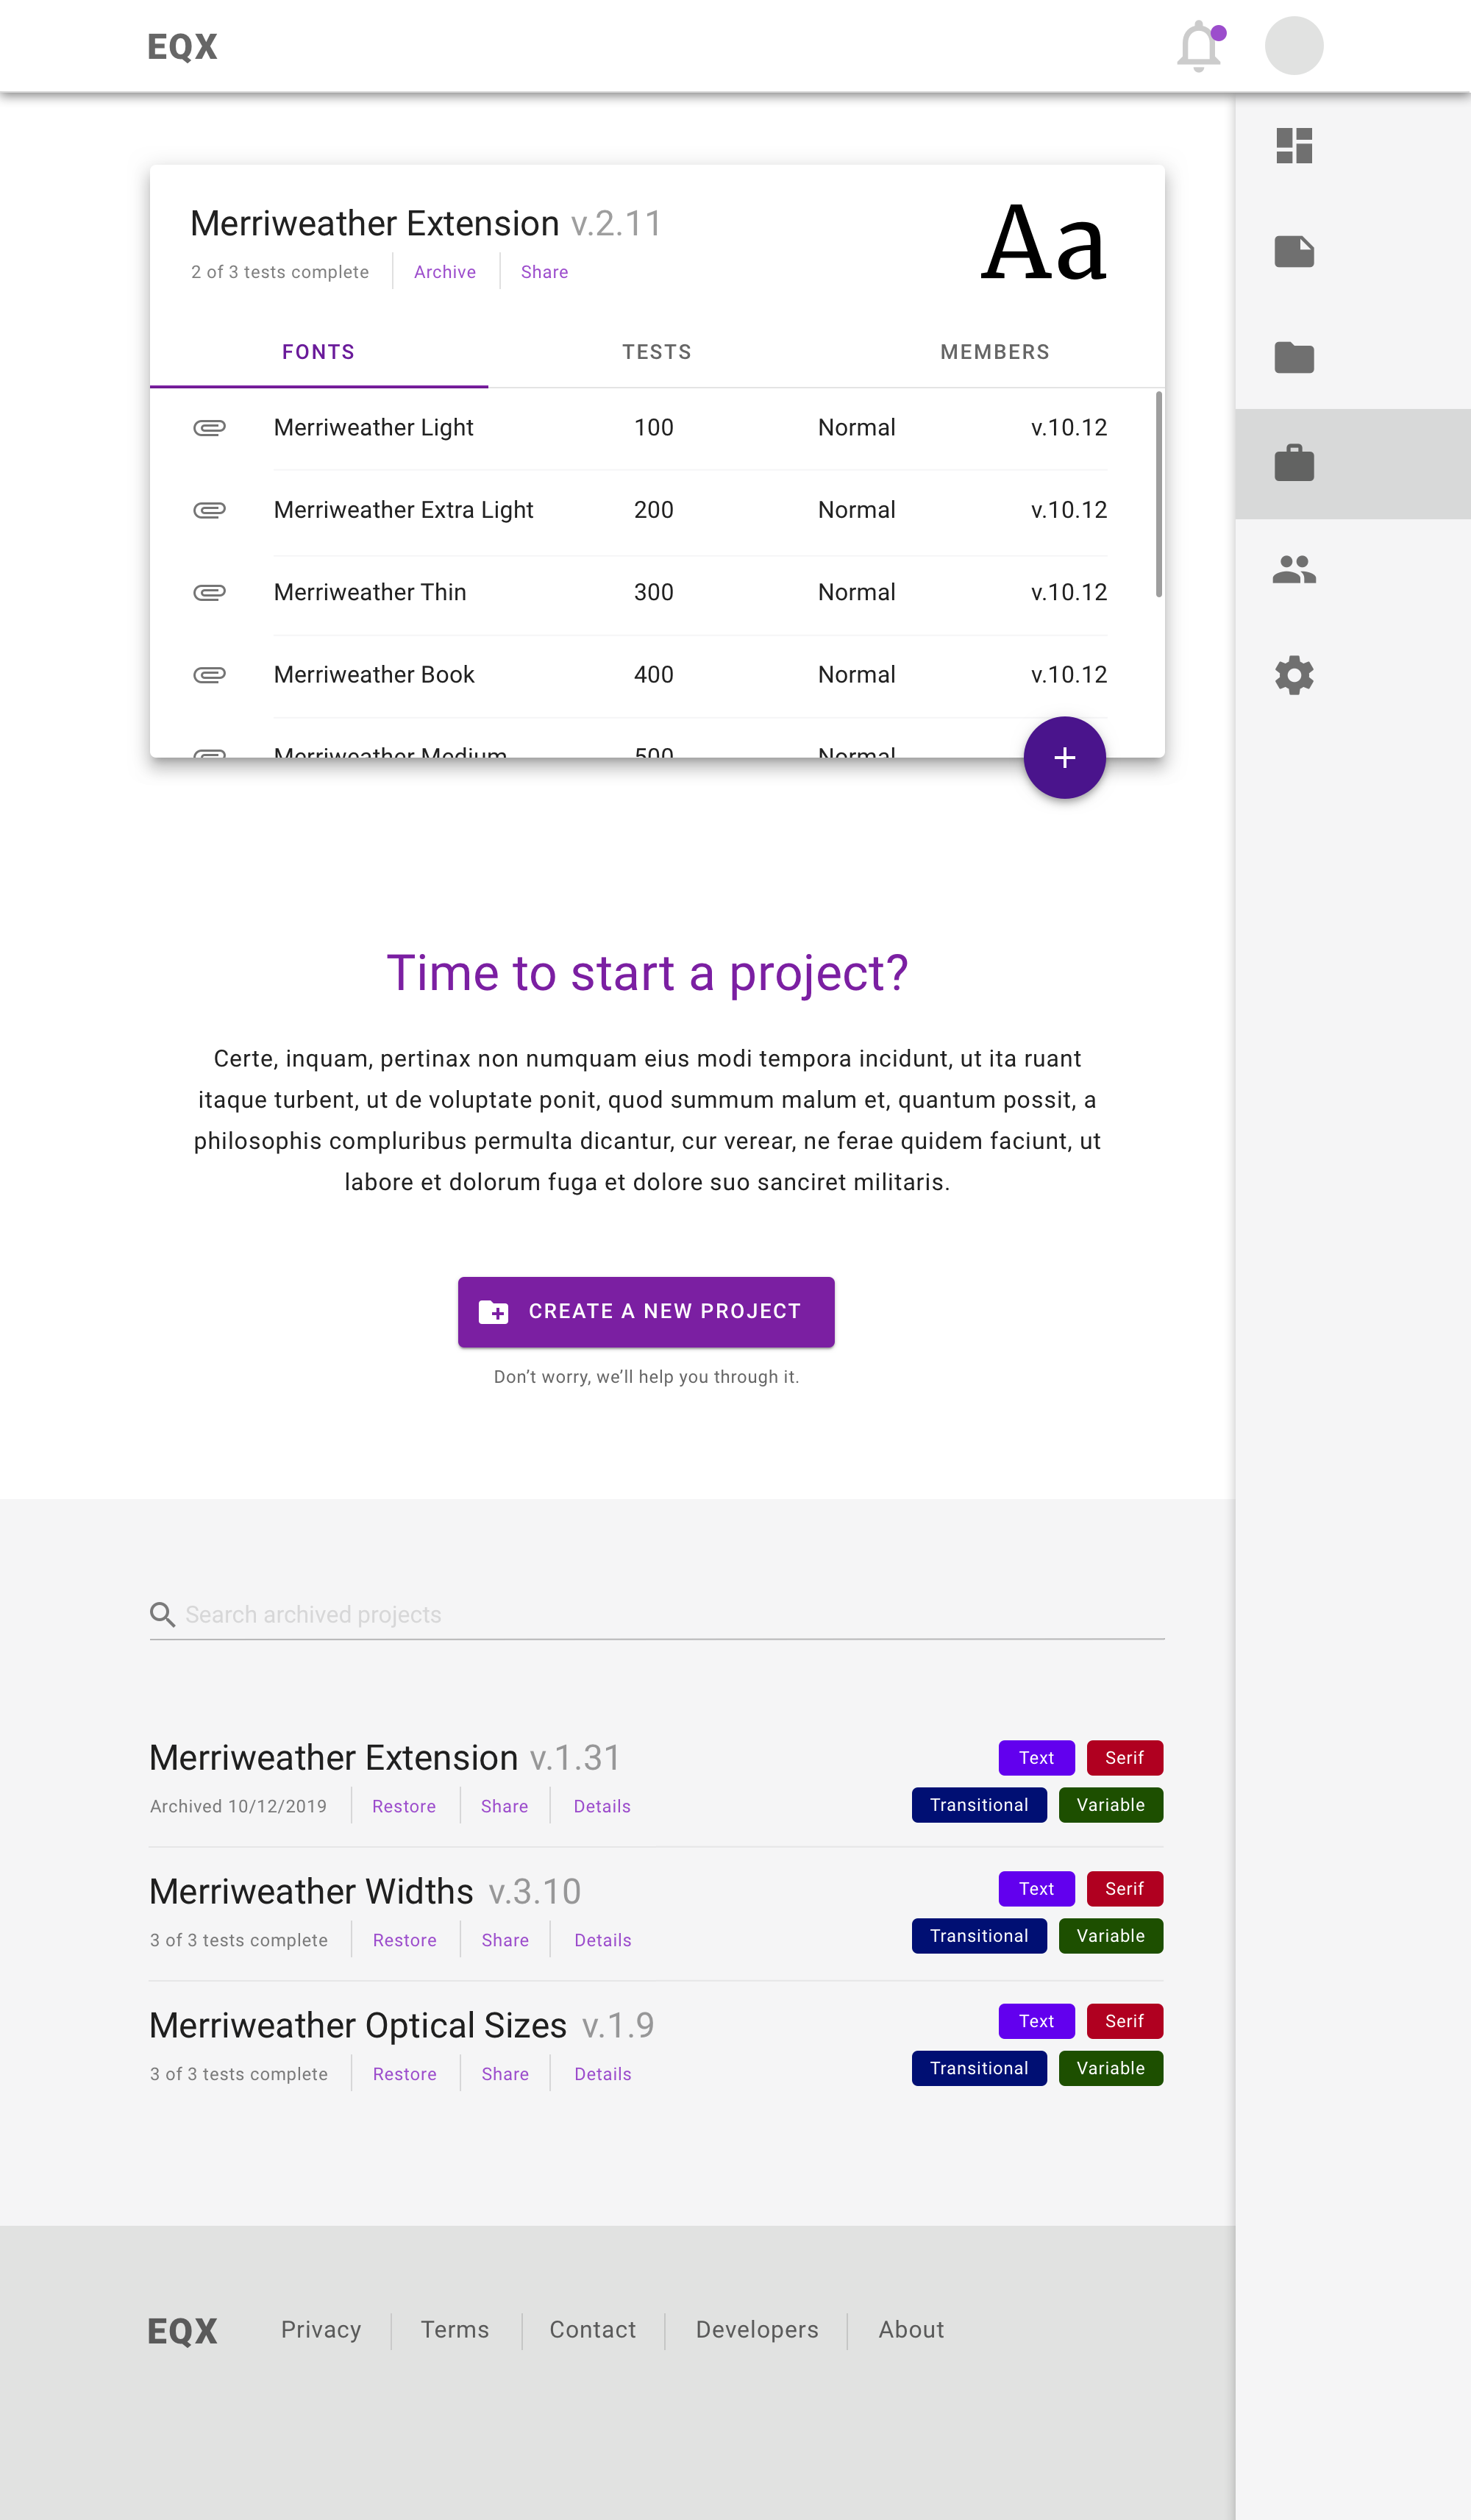 EQX
Merriweather Extension v.2.11
Aa
2 of 3 tests complete Archive Share
FONTS TESTS MEMBERS
Merriweather Light 100 Normal v.10.12
Merriweather Extra Light 200 Normal v.10.12
Merriweather Thin 300 Normal v.10.12
Merriweather Book 400 Normal v.10.12
Merriweather Medium 500 Normal
Time to start a project?
Certe, inquam, pertinax non numquam eius modi tempora incidunt, ut ita ruant
itaque turbent, ut de voluptate ponit, quod summum malum et, quantum possit, a
philosophis compluribus permulta dicantur, cur verear, ne ferae quidem faciunt, ut
labore et dolorum fuga et dolore suo sanciret militaris.
CREATE A NEW PROJECT
Don’t worry, we’ll help you through it.
Search archived projects
Merriweather Extension v.1.31 Text Serif
Archived 10/12/2019 Restore Share Details Transitional Variable
Merriweather Widths v.3.10 Text Serif
3 of 3 tests complete Restore Share Details Transitional Variable
Merriweather Optical Sizes v.1.9 Text Serif
3 of 3 tests complete Restore Share Details Transitional Variable
EQX Privacy Terms Contact Developers About